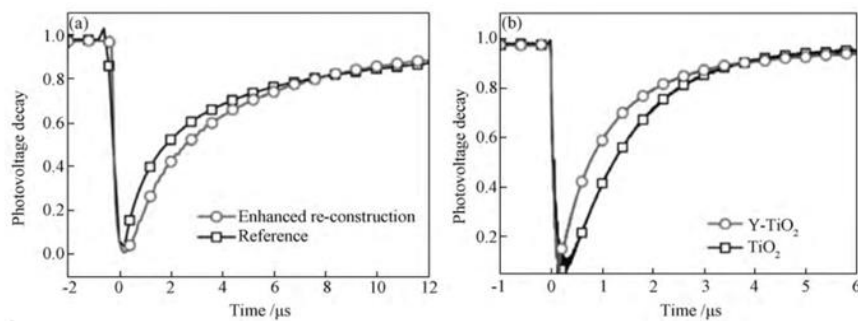 (a)
1.0
0.8
0.6
0.4
0.2
0.0
Photovoltage decay
Enhanced re-construction
Reference
-2 0 2 4 6 8 10 12
Time /μs
(b)
1.0
0.8
0.6
0.4
0.2
Photovoltage decay
Y-TiO₂
TiO₂
-1 0 1 2 3 4 5 6
Time /μs